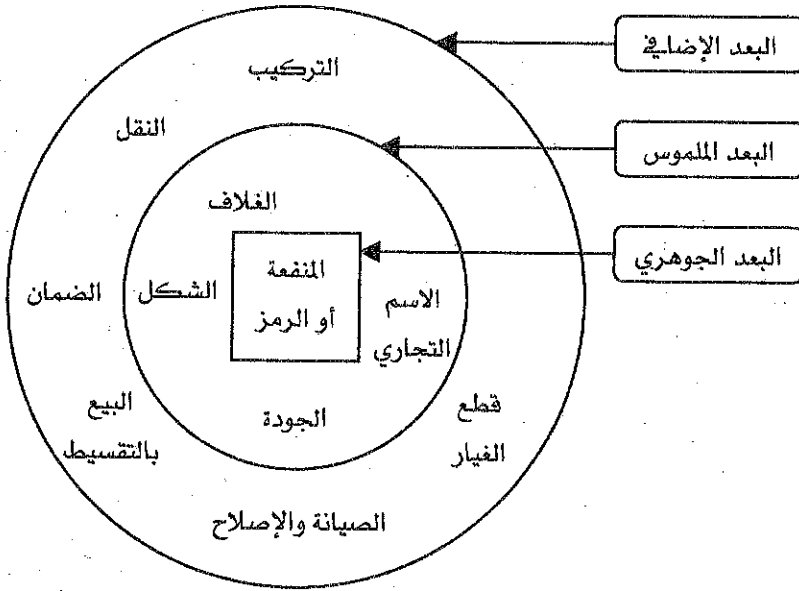 البعد الإضافي
التركيب
النقل
البعد الملموس
الغلاف
البعد الجوهري
المنفعة
أو الرمز
الاسم
التجاري
الشكل
الضمان
الجودة
قطع
الغيار
البيع
بالتقسيط
الصيانة والإصلاح